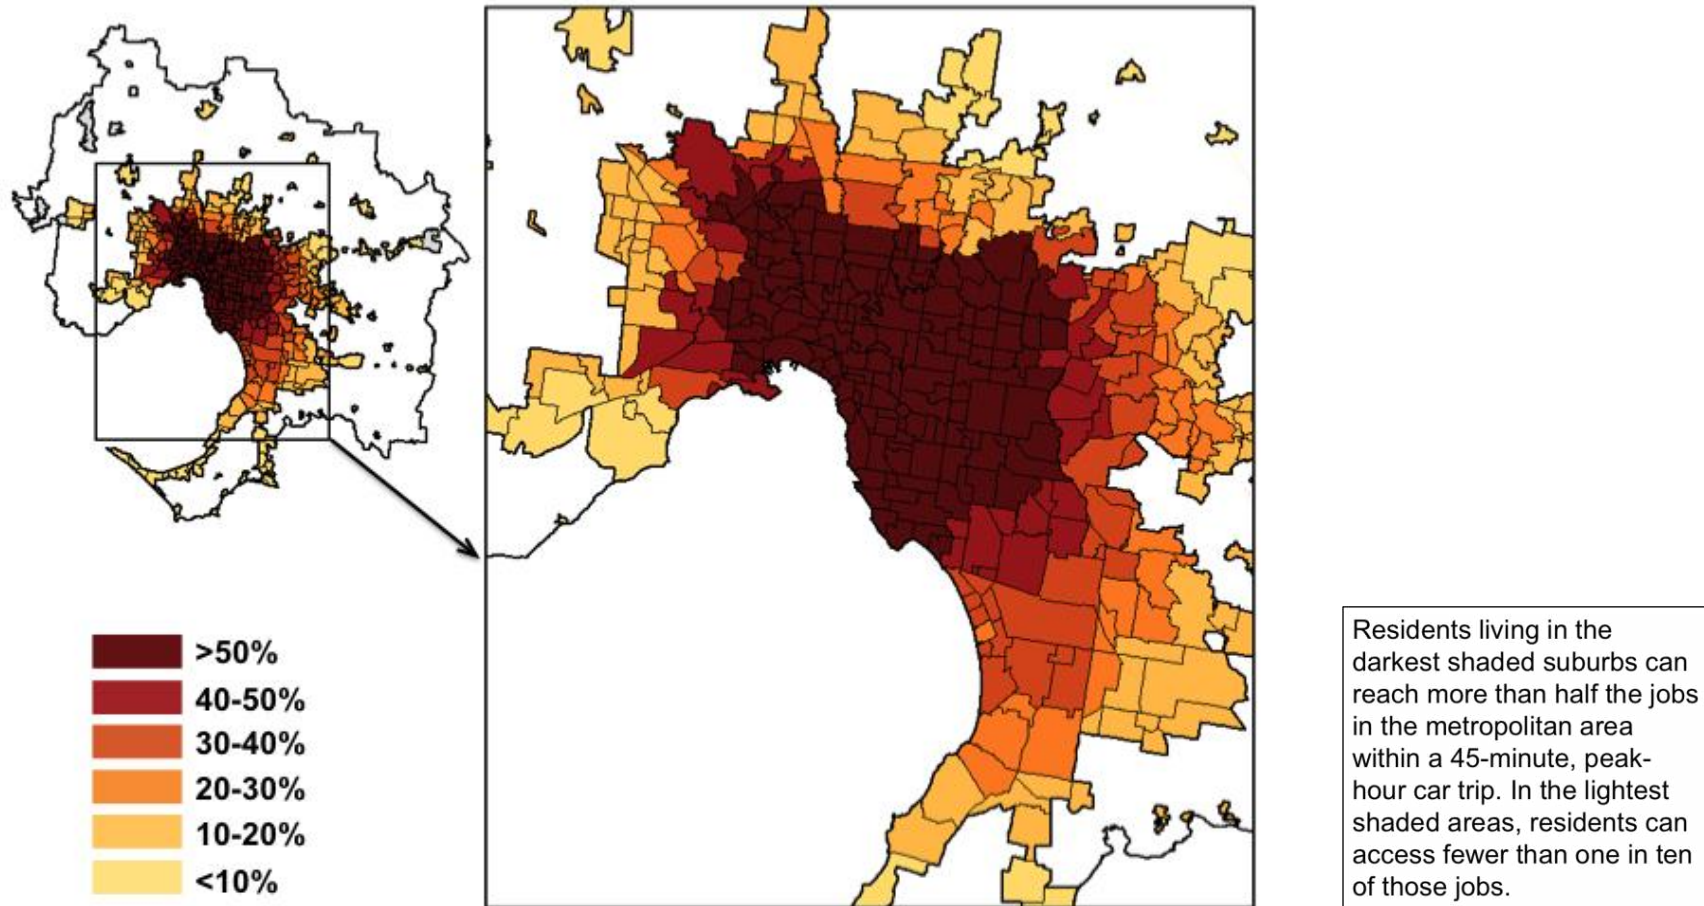 >50%
40-50%
30-40%
20-30%
10-20%
<10%
Residents living in the
darkest shaded suburbs can
reach more than half the jobs
in the metropolitan area
within a 45-minute, peak-
hour car trip. In the lightest
shaded areas, residents can
access fewer than one in ten
of those jobs.